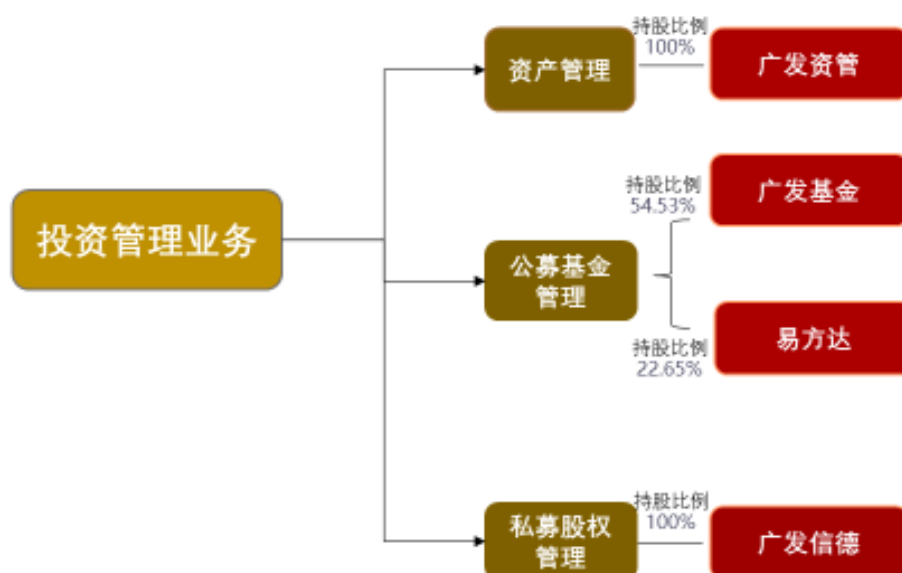 投资管理业务
资产管理
持股比例
100%
广发资管
公募基金
管理
持股比例
54.53%
广发基金
持股比例
22.65%
易方达
私募股权
管理
持股比例
100%
广发信德